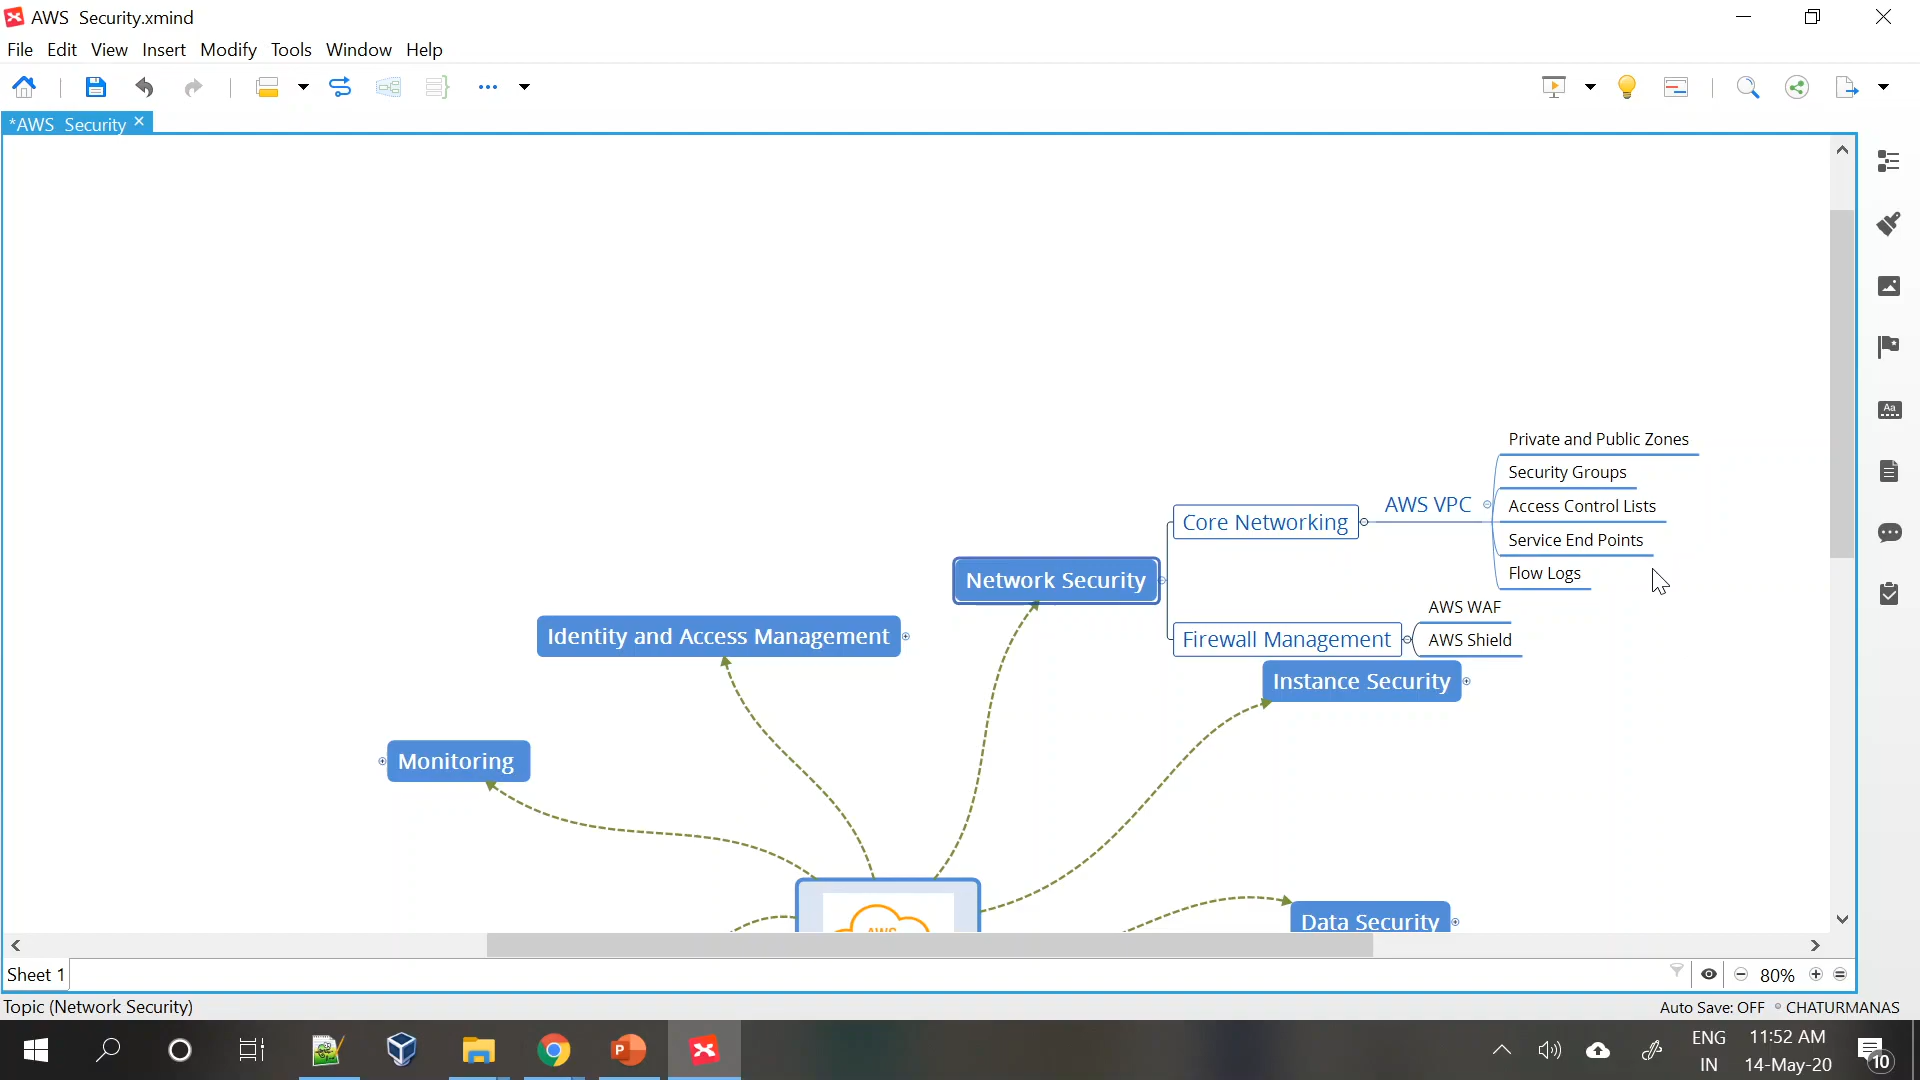 AWS Security.xmind
File Edit View Insert Modify Tools Window Help
*AWS Security
Private and Public Zones
Security Groups
AWS VPC
Access Control Lists
Core Networking
Service End Points
Flow Logs
Network Security
AWS WAF
Firewall Management
AWS Shield
Identity and Access Management
Instance Security
Monitoring
Data Security
AWS
Sheet 1
80%
Topic (Network Security)
Auto Save: OFF CHATURMANAS
ENG 11:52 AM
IN 14-May-20
10